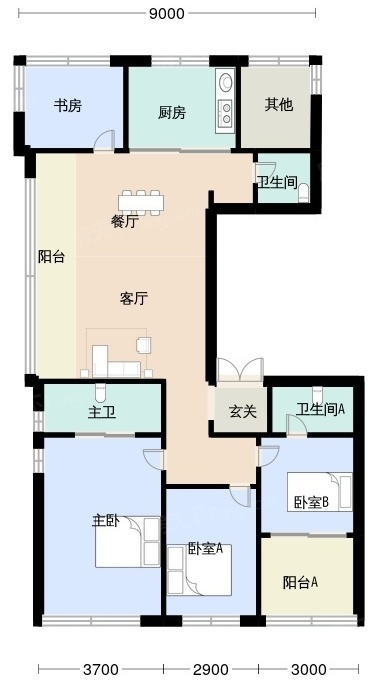 9000
书房
厨房
其他
卫生间
餐厅
阳台
客厅
主卫
玄关
卫生间A
主卧
卧室B
卧室A
阳台A
3700
2900
3000